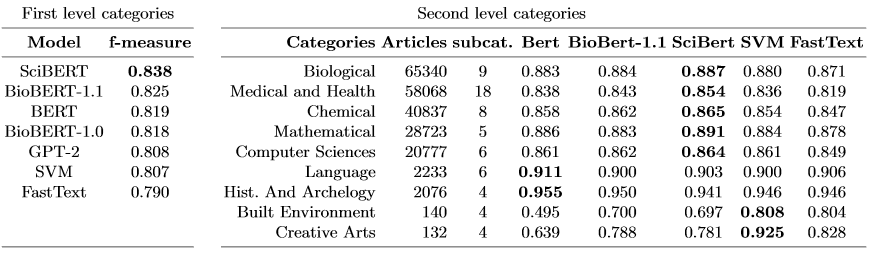 First level categories
Model f-measure
SciBERT 0.838
BioBERT-1.1 0.825
BERT 0.819
BioBERT-1.0 0.818
GPT-2 0.808
SVM 0.807
FastText 0.790
Second level categories
Categories Articles subcat. Bert BioBert-1.1 SciBert SVM FastText
Biological 65340 9 0.883 0.884 0.887 0.880 0.871
Medical and Health 58068 18 0.838 0.843 0.854 0.836 0.819
Chemical 40837 8 0.858 0.862 0.865 0.854 0.847
Mathematical 28723 5 0.886 0.883 0.891 0.884 0.878
Computer Sciences 20777 6 0.861 0.862 0.864 0.861 0.849
Language 2233 6 0.911 0.900 0.903 0.900 0.906
Hist. And Archelogy 2076 4 0.955 0.950 0.941 0.946 0.946
Built Environment 140 4 0.495 0.700 0.697 0.808 0.804
Creative Arts 132 4 0.639 0.788 0.781 0.925 0.828